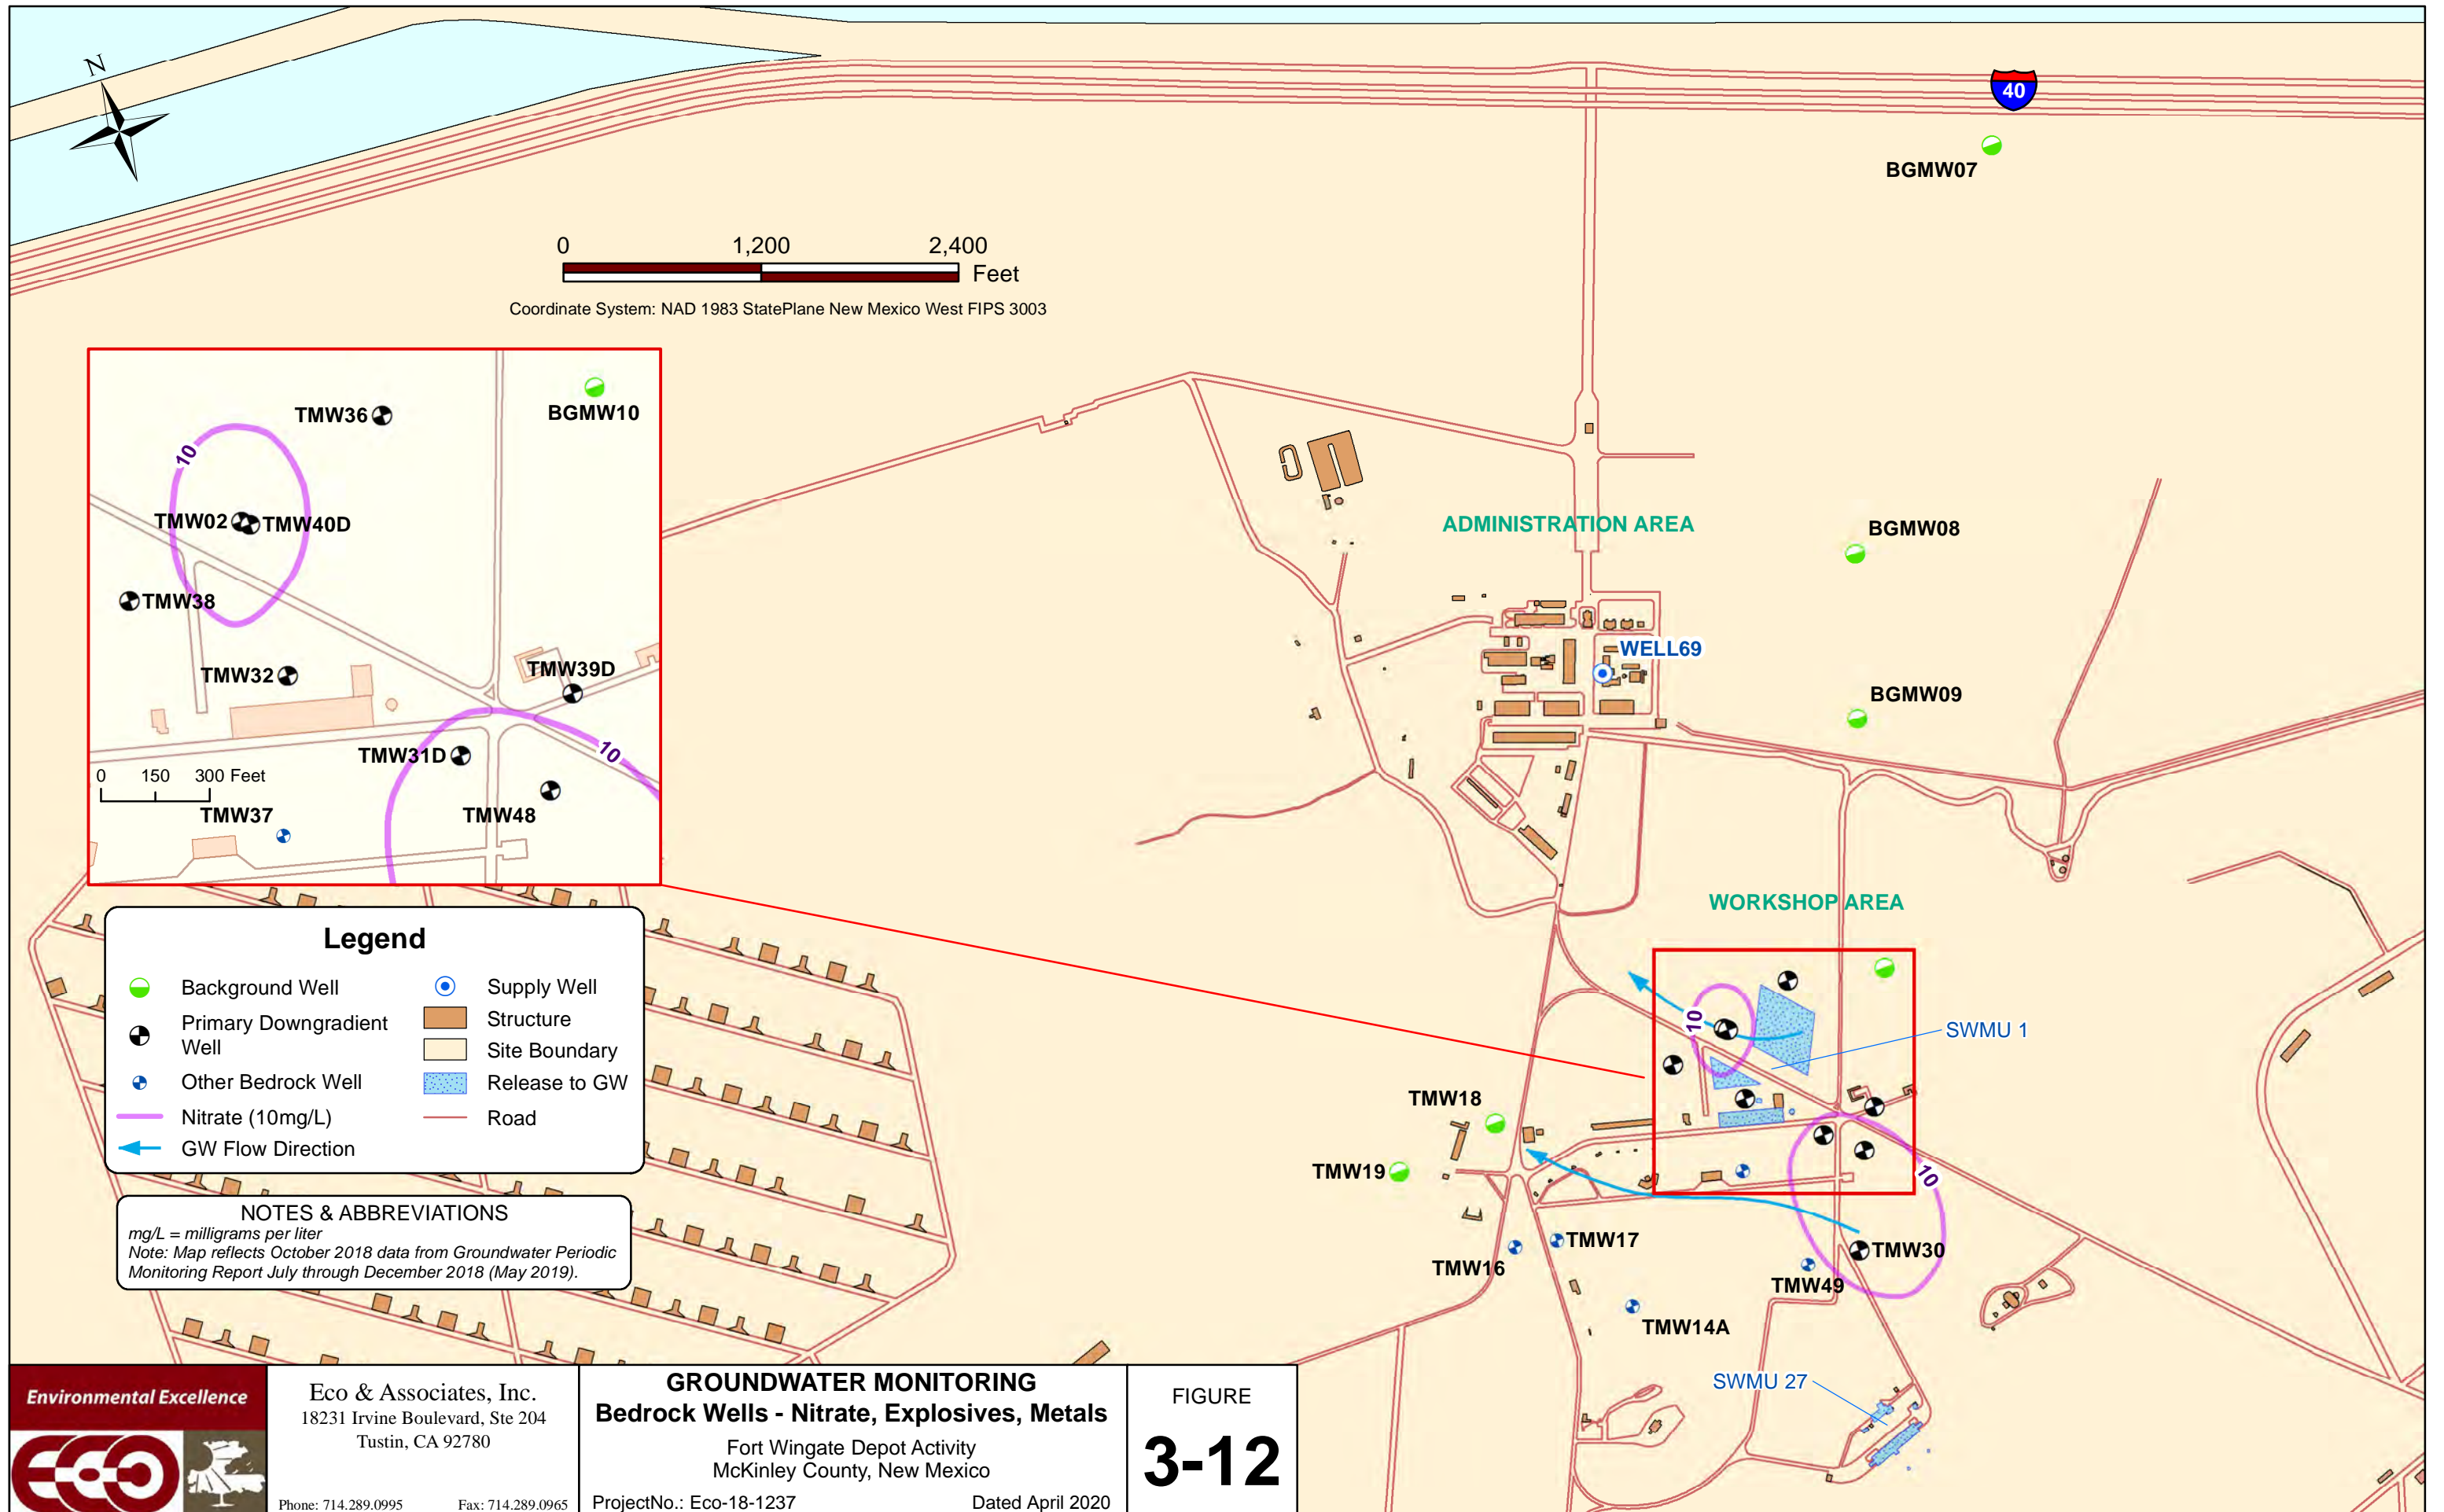 N
40
BGMW07
0 1,200 2,400
Feet
Coordinate System: NAD 1983 StatePlane New Mexico West FIPS 3003
TMW36
BGMW10
10
TMW02
TMW40D
TMW38
TMW32
TMW39D
TMW31D
10
0 150 300 Feet
TMW37
TMW48
ADMINISTRATION AREA
BGMW08
WELL69
BGMW09
WORKSHOP AREA
10
SWMU 1
TMW18
TMW19
10
TMW17
TMW16
TMW30
TMW49
TMW14A
SWMU 27
Legend
Background Well
Primary Downgradient
Well
Other Bedrock Well
Nitrate (10mg/L)
GW Flow Direction
Supply Well
Structure
Site Boundary
Release to GW
Road
NOTES & ABBREVIATIONS
mg/L = milligrams per liter
Note: Map reflects October 2018 data from Groundwater Periodic
Monitoring Report July through December 2018 (May 2019).
Environmental Excellence
ECO
Eco & Associates, Inc.
18231 Irvine Boulevard, Ste 204
Tustin, CA 92780
Phone: 714.289.0995 Fax: 714.289.0965
GROUNDWATER MONITORING
Bedrock Wells - Nitrate, Explosives, Metals
Fort Wingate Depot Activity
McKinley County, New Mexico
ProjectNo.: Eco-18-1237 Dated April 2020
FIGURE
3-12